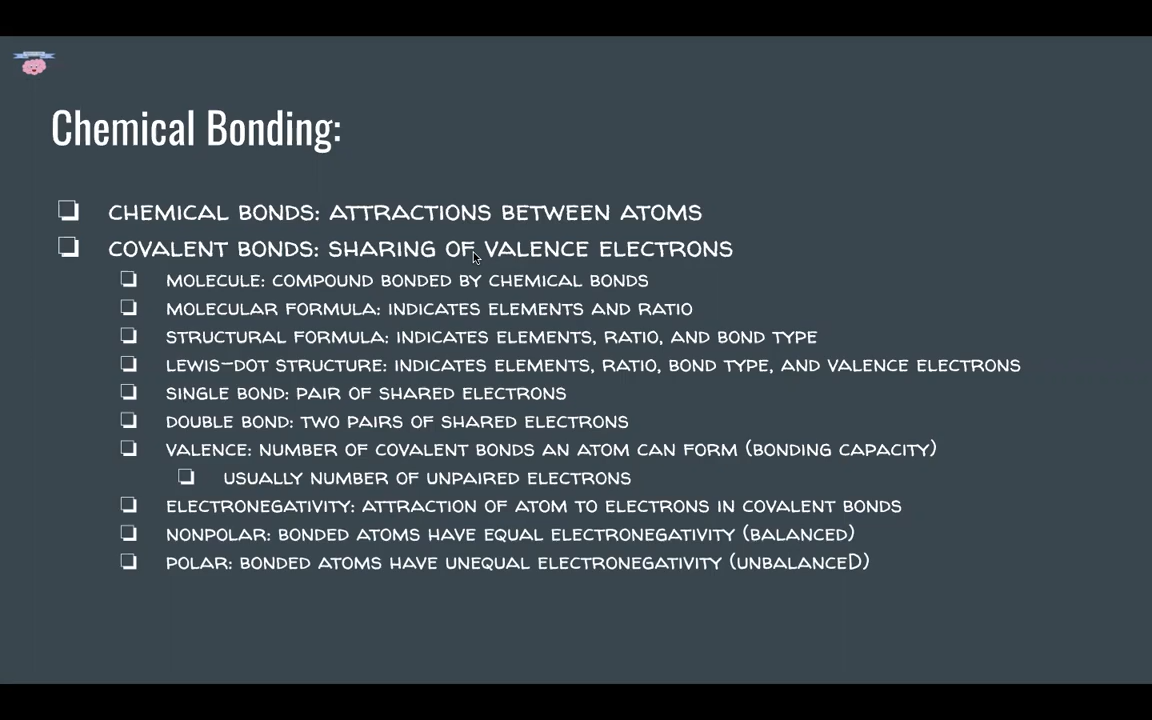 Chemical Bonding:
CHEMICAL BONDS: ATTRACTIONS BETWEEN ATOMS
COVALENT BONDS: SHARING OF VALENCE ELECTRONS
MOLECULE: COMPOUND BONDED BY CHEMICAL BONDS
MOLECULAR FORMULA: INDICATES ELEMENTS AND RATIO
STRUCTURAL FORMULA: INDICATES ELEMENTS, RATIO, AND BOND TYPE
LEWIS-DOT STRUCTURE: INDICATES ELEMENTS, RATIO, BOND TYPE, AND VALENCE ELECTRONS
SINGLE BOND: PAIR OF SHARED ELECTRONS
DOUBLE BOND: TWO PAIRS OF SHARED ELECTRONS
VALENCE: NUMBER OF COVALENT BONDS AN ATOM CAN FORM (BONDING CAPACITY)
USUALLY NUMBER OF UNPAIRED ELECTRONS
ELECTRONEGATIVITY: ATTRACTION OF ATOM TO ELECTRONS IN COVALENT BONDS
NONPOLAR: BONDED ATOMS HAVE EQUAL ELECTRONEGATIVITY (BALANCED)
POLAR: BONDED ATOMS HAVE UNEQUAL ELECTRONEGATIVITY (UNBALANCED)